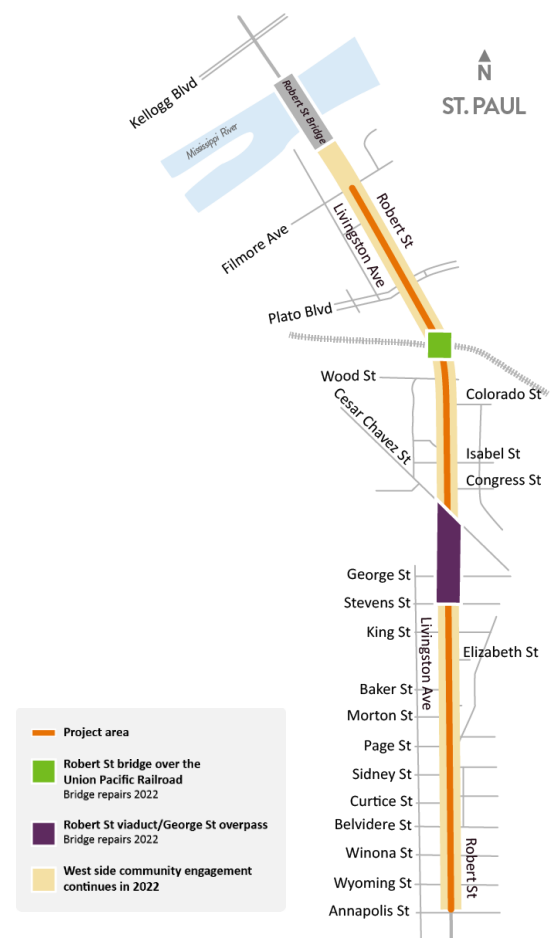 Kellogg Blvd
N
ST. PAUL
Robert St Bridge
Mississippi River
Robert St
Livingston Ave
Filmore Ave
Plato Blvd
Wood St
Colorado St
Cesar Chavez St
Isabel St
Congress St
George St
Stevens St
King St
Livingston Ave
Elizabeth St
Baker St
Morton St
Page St
Sidney St
Curtice St
Belvidere St
Robert St
Winona St
Wyoming St
Annapolis St
Project area
Robert St bridge over the
Union Pacific Railroad
Bridge repairs 2022
Robert St viaduct/George St overpass
Bridge repairs 2022
West side community engagement
continues in 2022